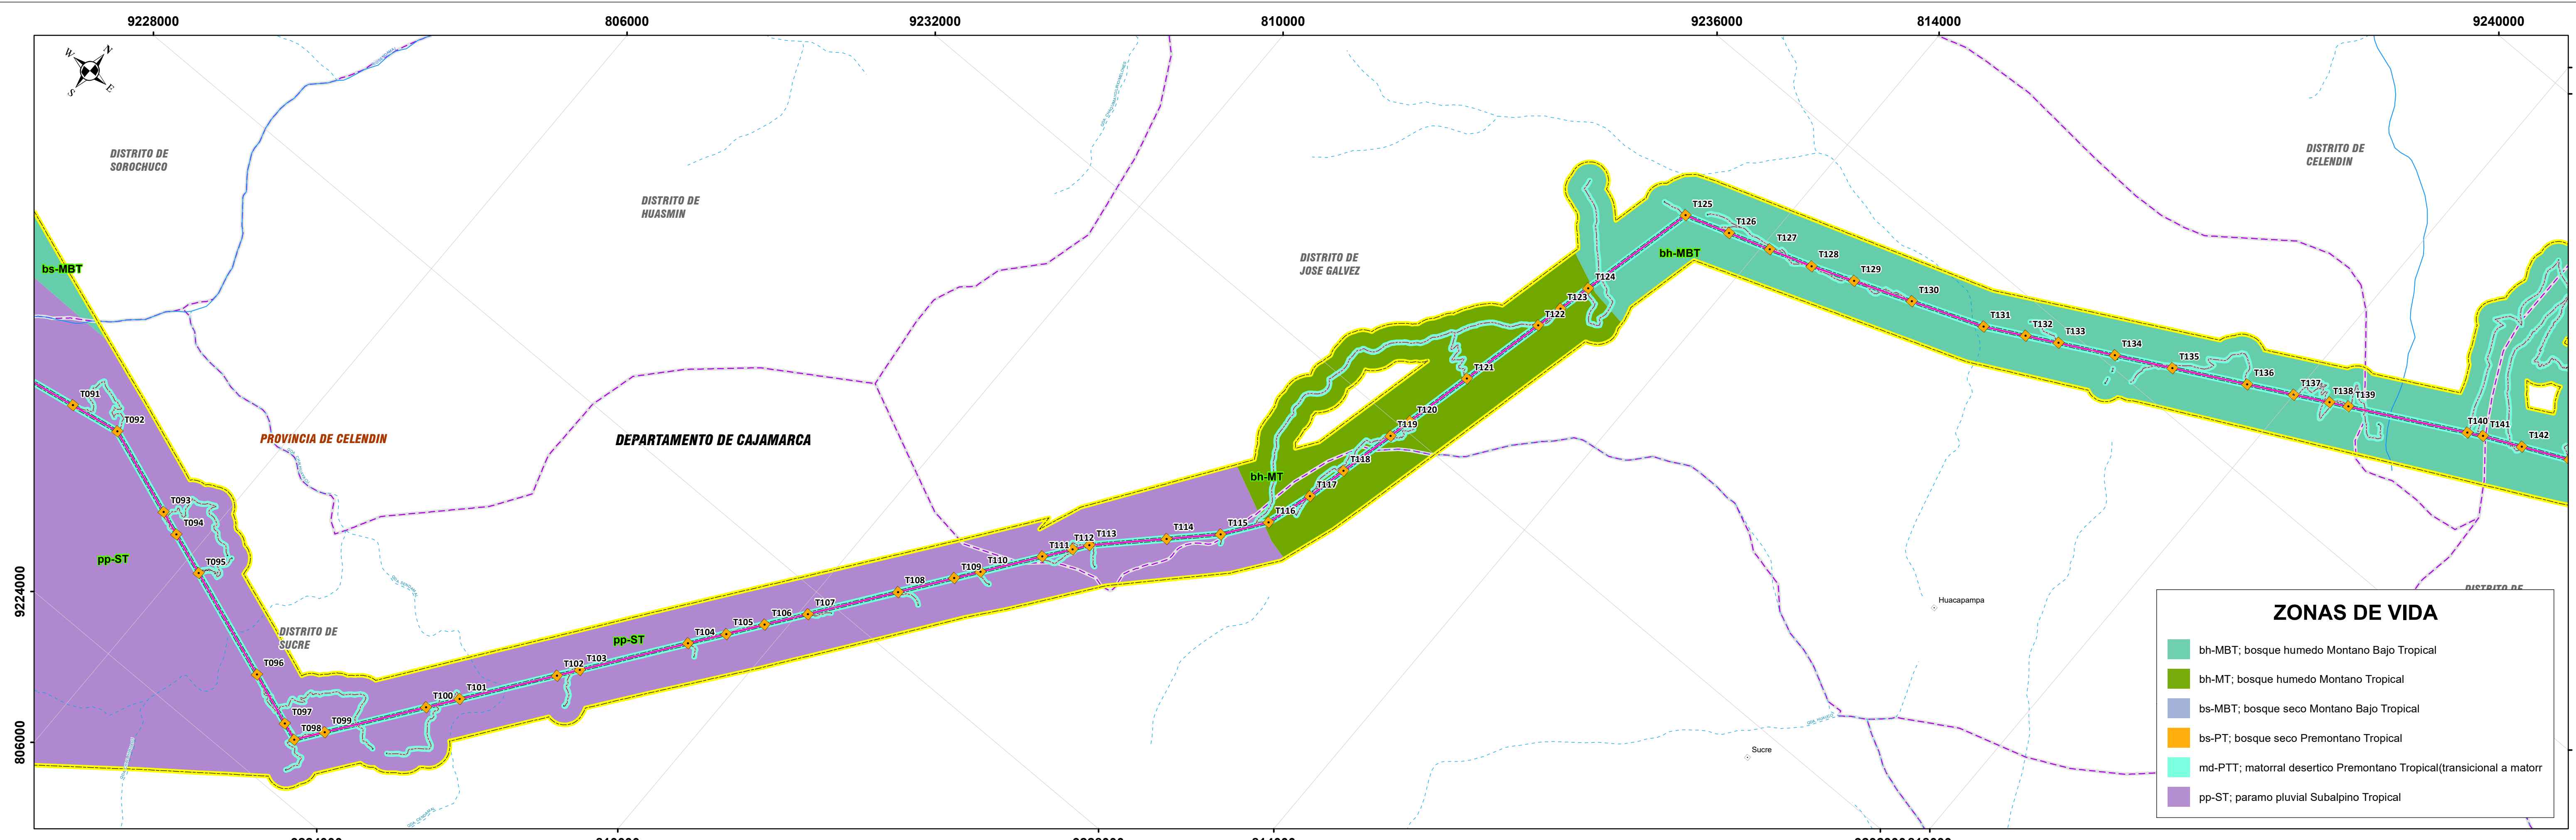 9228000
806000
9232000
810000
9236000
814000
9240000
N
W
E
S
DISTRITO DE
SOROCHUCO
DISTRITO DE
HUASMIN
DISTRITO DE
JOSE GALVEZ
DISTRITO DE
CELENDIN
bs-MBT
bh-MBT
T125
T126
T127
T128
T129
T130
T131
T132
T133
T134
T135
T136
T137
T138
T139
T140
T141
T142
T124
T123
T122
T121
T120
T119
T118
T117
T116
bh-MT
T115
T114
T113
T112
T111
T110
T109
T108
T107
T106
T105
T104
T103
T102
T101
T100
T099
T098
T097
T096
T095
T094
T093
T092
T091
PROVINCIA DE CELENDIN
DEPARTAMENTO DE CAJAMARCA
pp-ST
pp-ST
DISTRITO DE
SUCRE
9224000
806000
Huacapampa
Sucre
DISTRITO DE
ZONAS DE VIDA
bh-MBT; bosque humedo Montano Bajo Tropical
bh-MT; bosque humedo Montano Tropical
bs-MBT; bosque seco Montano Bajo Tropical
bs-PT; bosque seco Premontano Tropical
md-PTT; matorral desertico Premontano Tropical(transicional a matorr
pp-ST; paramo pluvial Subalpino Tropical